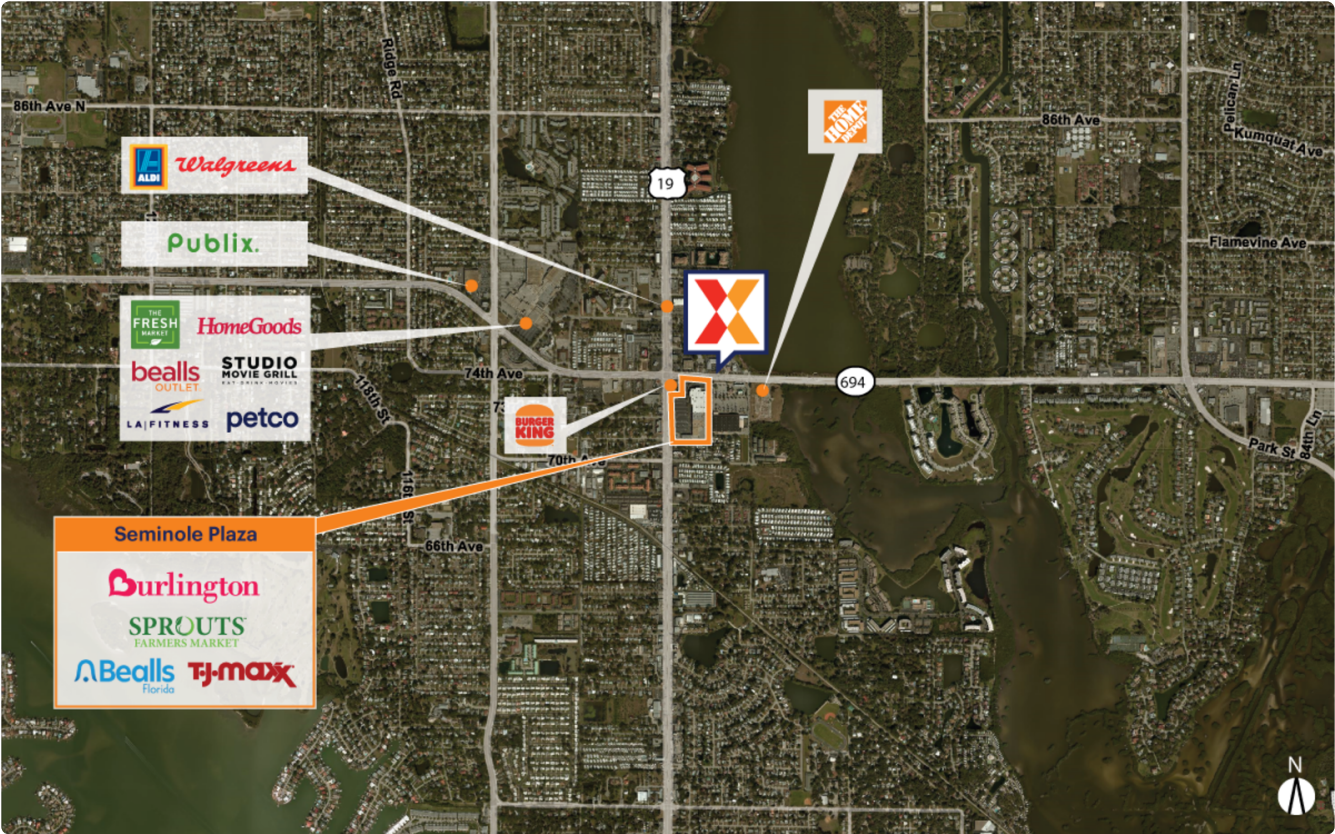 Ridge Rd
86th Ave N
86th Ave
Pelican Ln
Kumquat Ave
THE
HOME
DEPOT
ALDI
Walgreens
19
Publix.
Flamevine Ave
THE
FRESH
MARKET
HomeGoods
bealls
OUTLET
STUDIO
MOVIE GRILL
EAT·DRINK·MOVIES
LA|FITNESS
petco
74th Ave
694
118th St
BURGER
KING
70th Ave
Park St
84th Ln
66th Ave
Seminole Plaza
Burlington
SPROUTS
FARMERS MARKET
Bealls
Florida
T·J·maxx
N